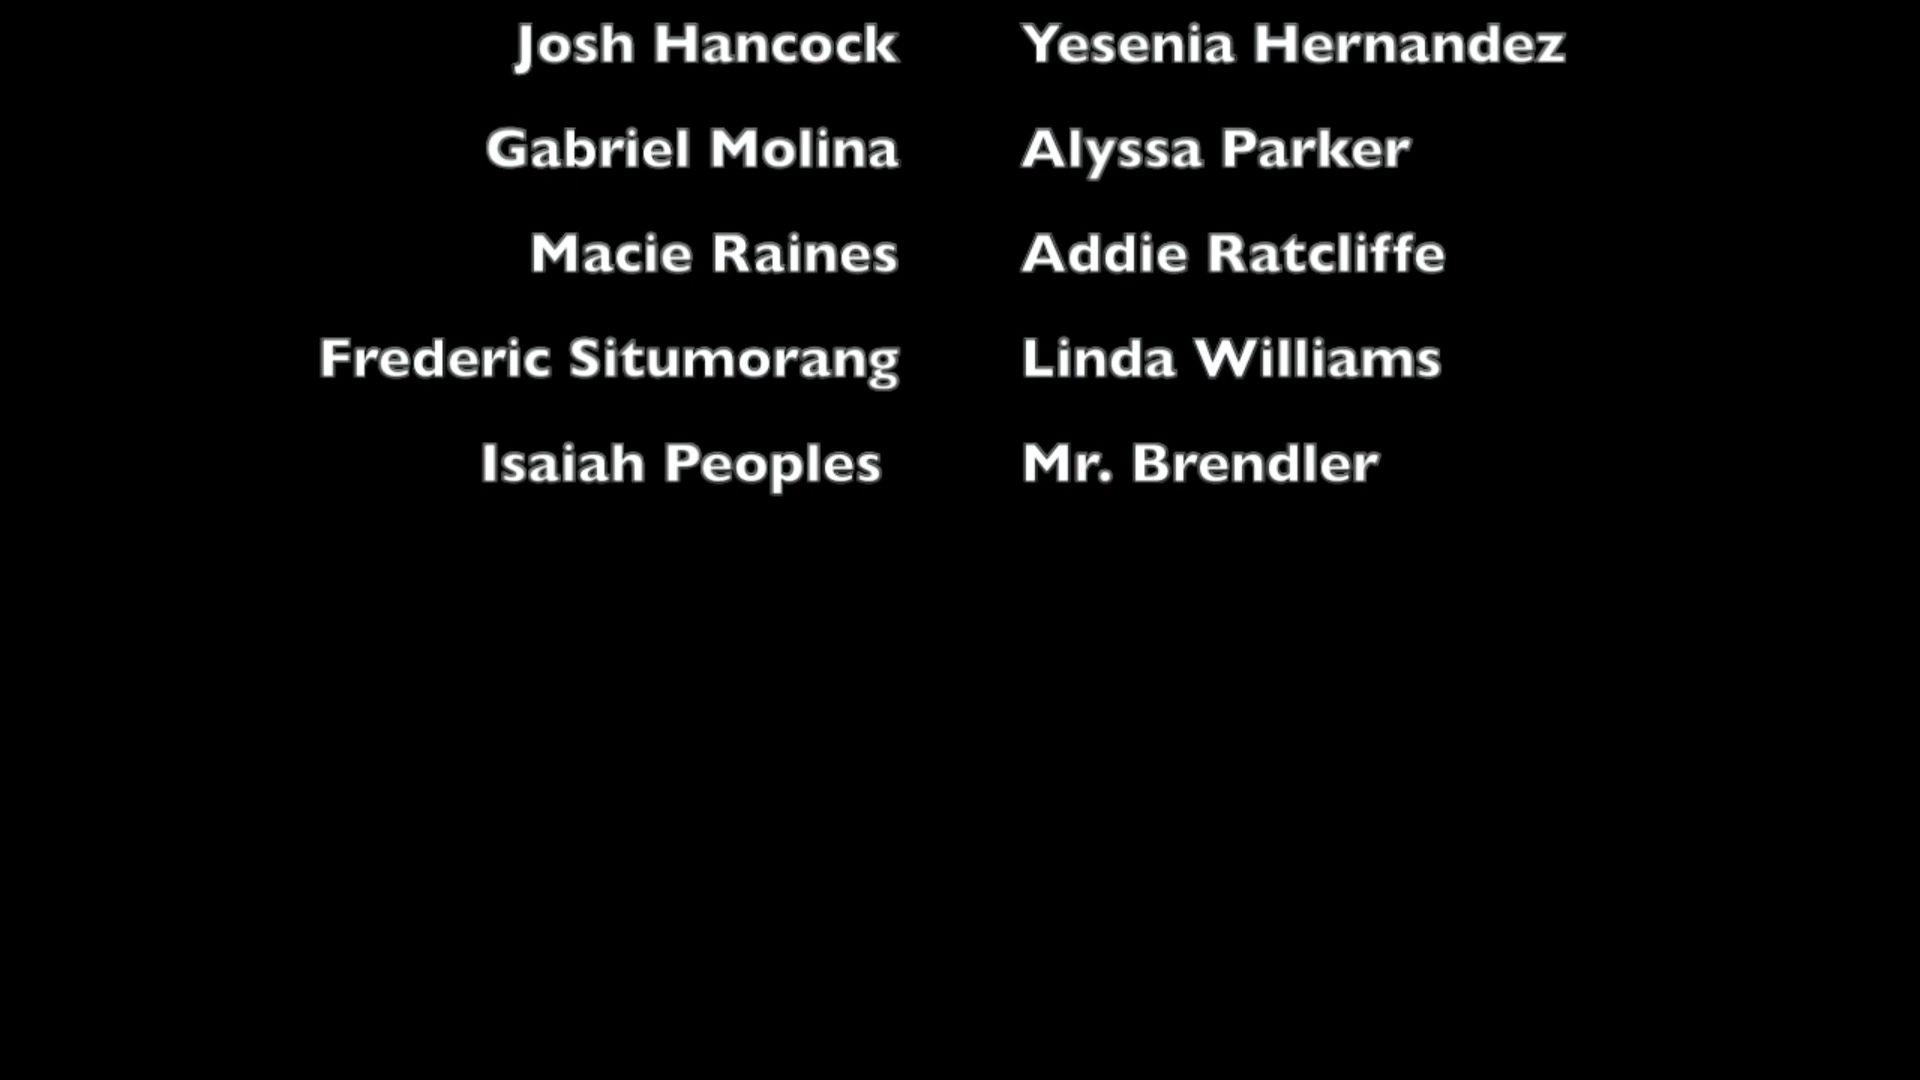 Josh Hancock Yesenia Hernandez
Gabriel Molina Alyssa Parker
Macie Raines Addie Ratcliffe
Frederic Situmorang Linda Williams
Isaiah Peoples Mr. Brendler